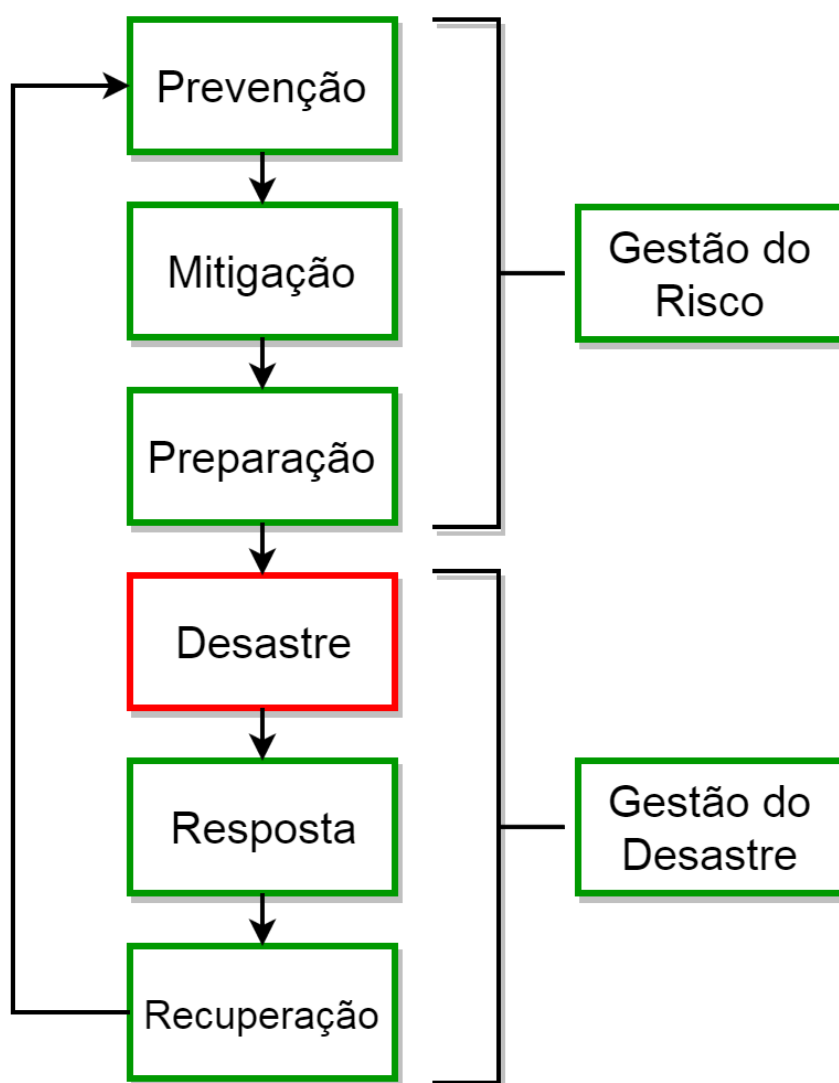 Prevenção
Mitigação
Gestão do
Risco
Preparação
Desastre
Resposta
Gestão do
Desastre
Recuperação